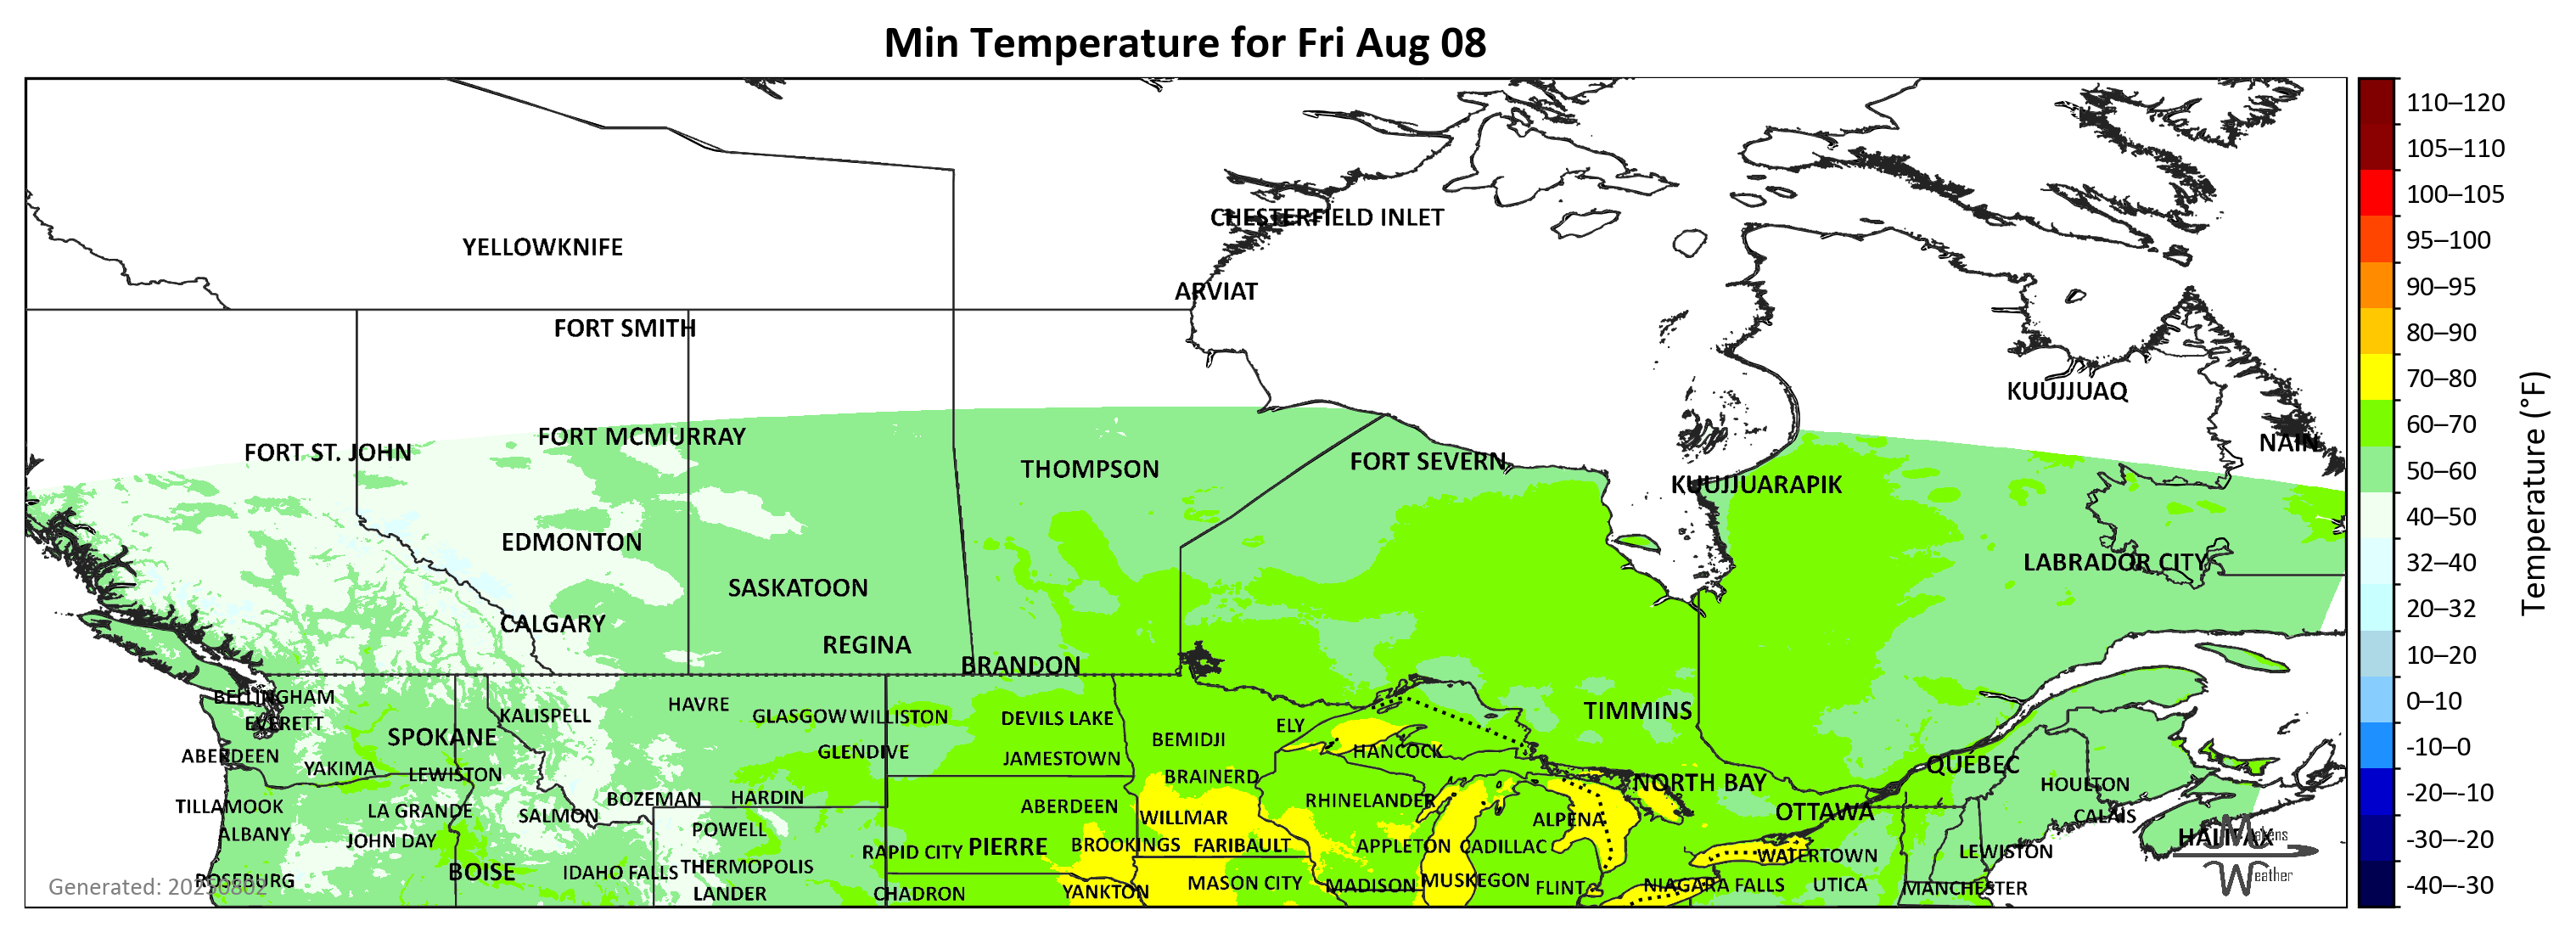 Min Temperature for Fri Aug 08
110–120
105–110
100–105
95–100
90–95
80–90
70–80
60–70
50–60
40–50
32–40
20–32
10–20
0–10
-10–0
-20–-10
-30–-20
-40–-30
Temperature (°F)
CHESTERFIELD INLET
YELLOWKNIFE
ARVIAT
FORT SMITH
KUUJJUAQ
FORT MCMURRAY
NAIN
FORT ST. JOHN
FORT SEVERN
THOMPSON
KUUJJUARAPIK
EDMONTON
LABRADOR CITY
SASKATOON
CALGARY
REGINA
BRANDON
BELLINGHAM
HAVRE
TIMMINS
KALISPELL
GLASGOW
WILLISTON
DEVILS LAKE
EVERETT
ELY
SPOKANE
BEMIDJI
HANCOCK
GLENDIVE
ABERDEEN
JAMESTOWN
QUÉBEC
YAKIMA
LEWISTON
BRAINERD
NORTH BAY
HOULTON
BOZEMAN
HARDIN
RHINELANDER
TILLAMOOK
ABERDEEN
LA GRANDE
OTTAWA
SALMON
WILLMAR
CALAIS
ALPENA
POWELL
ALBANY
HALIFAX
Makens
JOHN DAY
PIERRE
BROOKINGS
FARIBAULT
APPLETON
CADILLAC
RAPID CITY
LEWISTON
WATERTOWN
THERMOPOLIS
BOISE
IDAHO FALLS
Weather
ROSEBURG
MUSKEGON
MASON CITY
MADISON
NIAGARA FALLS
UTICA
FLINT
MANCHESTER
Generated: 20250802
LANDER
CHADRON
YANKTON